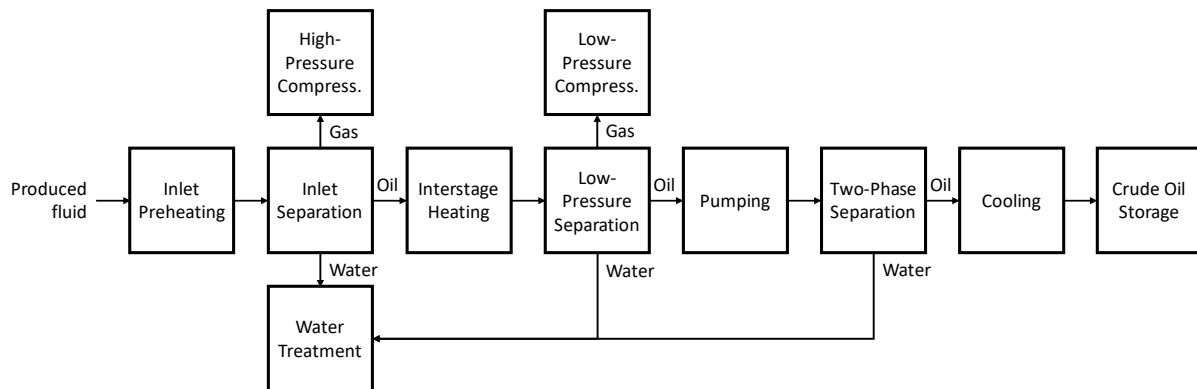 High-
Pressure
Compress.
Low-
Pressure
Compress.
Gas
Gas
Produced
fluid
Inlet
Preheating
Inlet
Separation
Oil
Interstage
Heating
Low-
Pressure
Separation
Oil
Pumping
Two-Phase
Separation
Oil
Cooling
Crude Oil
Storage
Water
Water
Water
Water
Treatment